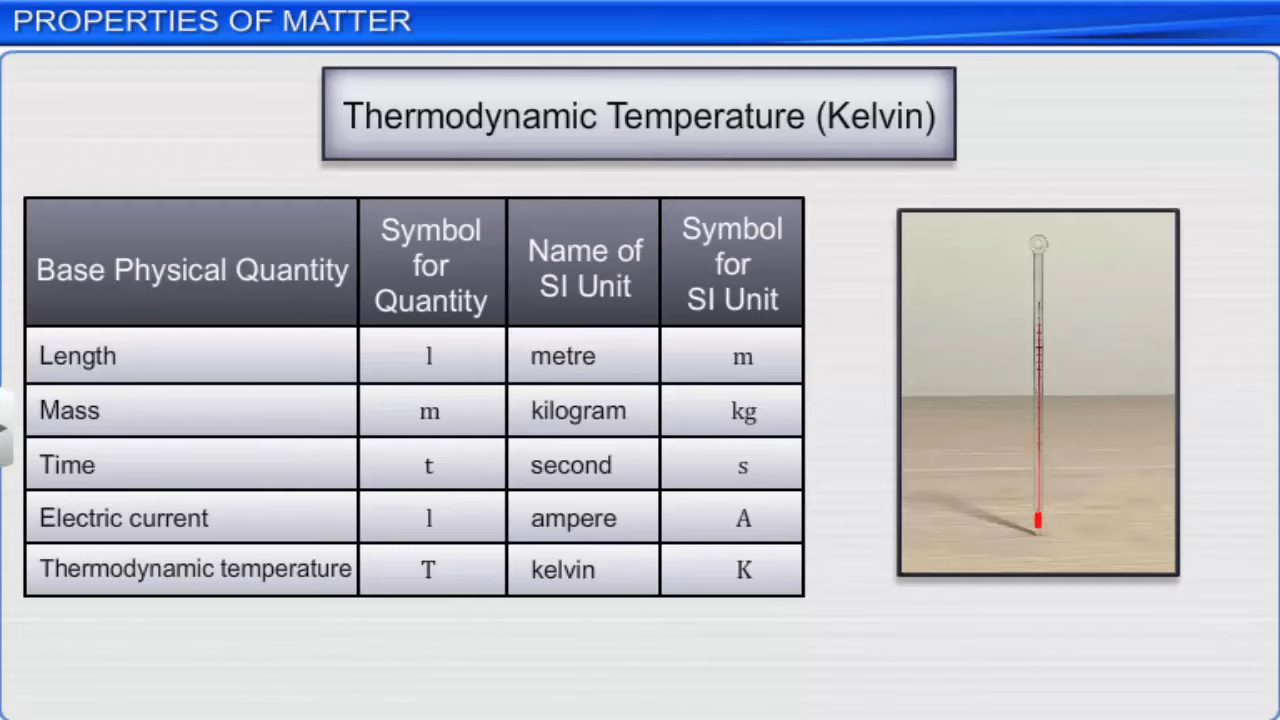 PROPERTIES OF MATTER
Thermodynamic Temperature (Kelvin)
Base Physical Quantity
Symbol
for
Quantity
Name of
SI Unit
Symbol
for
SI Unit
Length l metre m
Mass m kilogram kg
Time t second s
Electric current l ampere A
Thermodynamic temperature T kelvin K